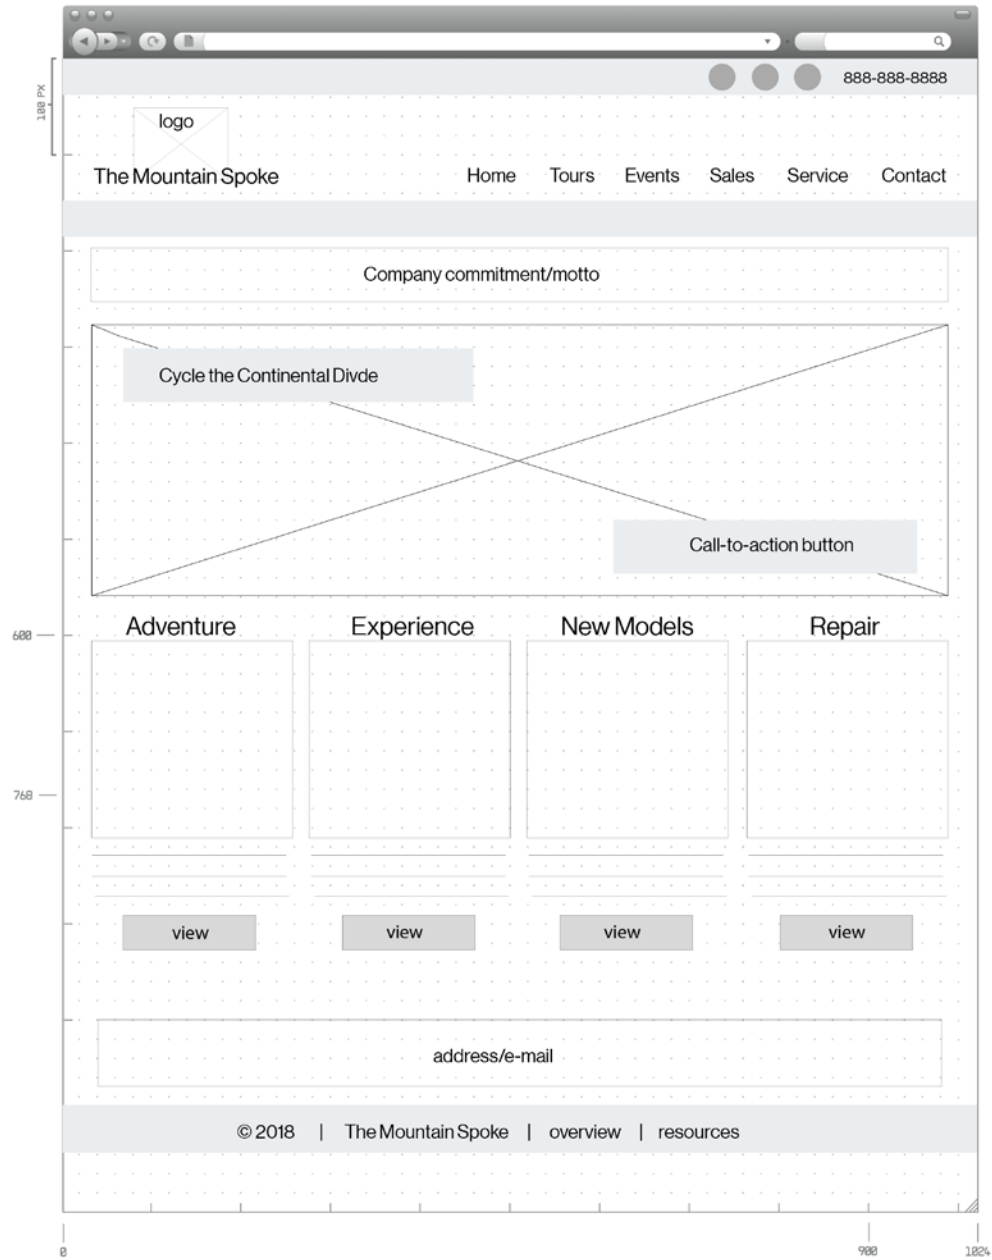 888-888-8888
100 PX
logo
The Mountain Spoke
Home Tours Events Sales Service Contact
Company commitment/motto
Cycle the Continental Divde
Call-to-action button
Adventure Experience New Models Repair
600
768
view view view view
address/e-mail
© 2018 | The Mountain Spoke | overview | resources
0 900 1024